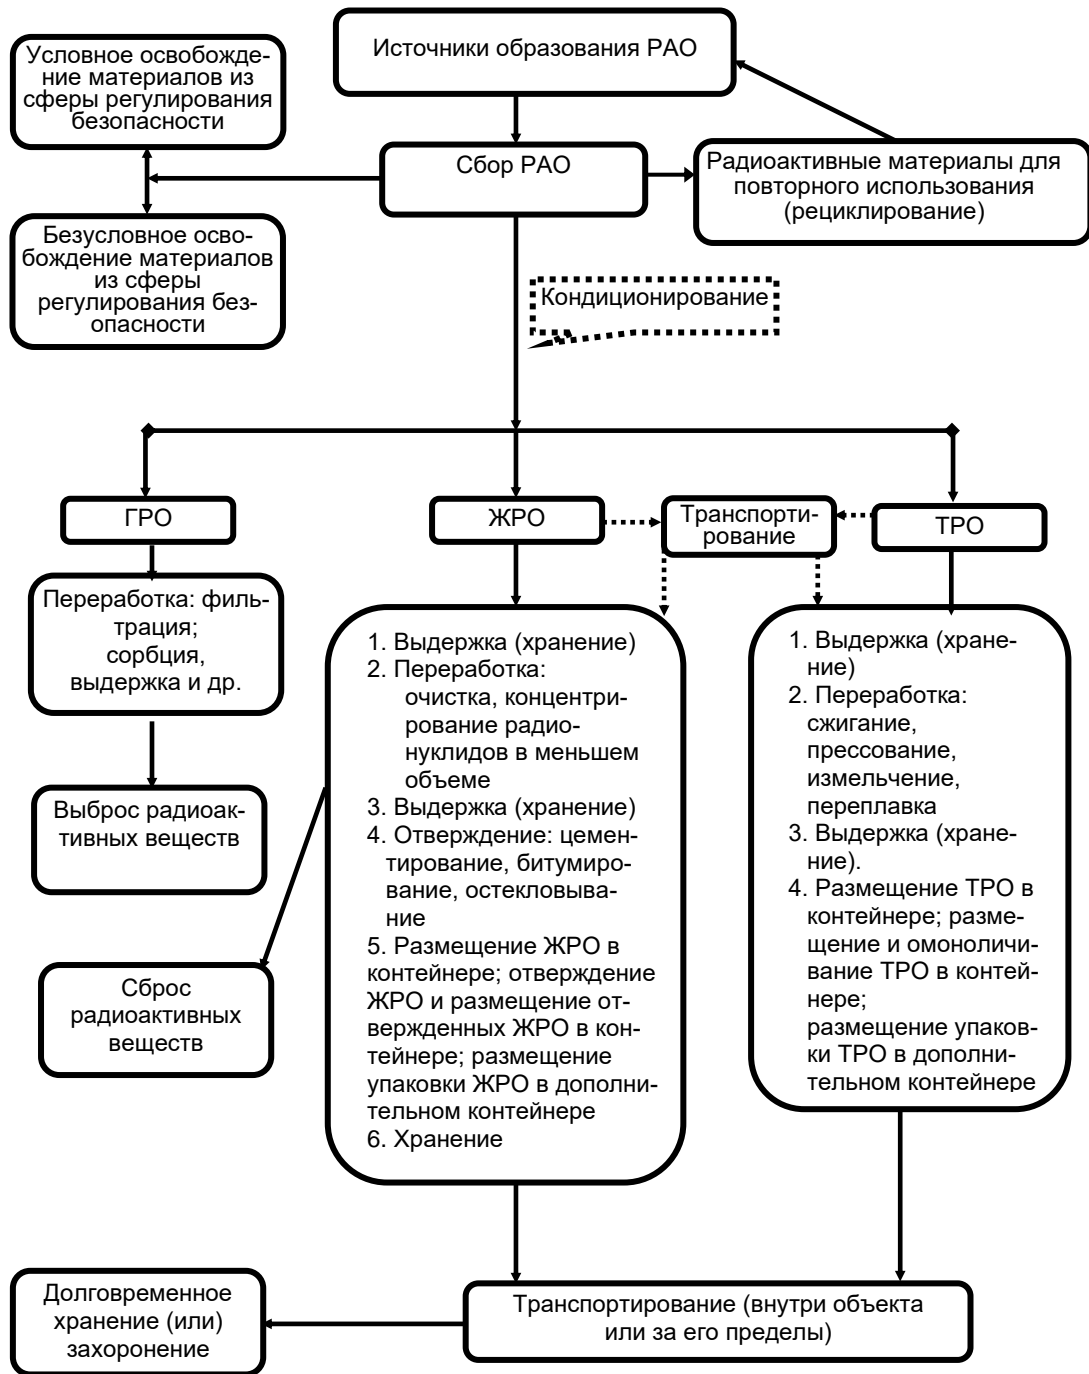 Источники образования РАО
Условное освобожде-
ние материалов из
сферы регулирования
безопасности
Сбор РАО
Радиоактивные материалы для
повторного использования
(рециклирование)
Безусловное осво-
бождение материалов
из сферы
регулирования без-
опасности
Кондиционирование
ГРО
ЖРО
Транспорти-
рование
ТРО
Переработка: филь-
трация;
сорбция,
выдержка и др.
Выброс радиоак-
тивных веществ
Сброс
радиоактивных
веществ
1. Выдержка (хранение)
2. Переработка:
очистка, концентри-
рование радио-
нуклидов в меньшем
объеме
3. Выдержка (хранение)
4. Отверждение: цемен-
тирование, битумиро-
вание, остекловыва-
ние
5. Размещение ЖРО в
контейнере; отверждение
ЖРО и размещение от-
вержденных ЖРО в кон-
тейнере; размещение
упаковки ЖРО в дополни-
тельном контейнере
6. Хранение
1. Выдержка (хране-
ние)
2. Переработка:
сжигание,
прессование,
измельчение,
переплавка
3. Выдержка (хране-
ние).
4. Размещение ТРО в
контейнере; разме-
щение и омоноличи-
вание ТРО в контей-
нере;
размещение упаков-
ки ТРО в дополни-
тельном контейнере
Долговременное
хранение (или)
захоронение
Транспортирование (внутри объекта
или за его пределы)